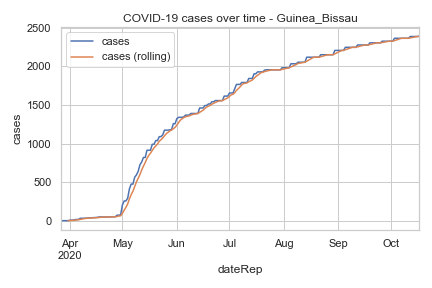 COVID-19 cases over time - Guinea_Bissau
cases
cases (rolling)
2500
2000
1500
1000
500
0
cases
Apr
2020
May
Jun
Jul
Aug
Sep
Oct
dateRep